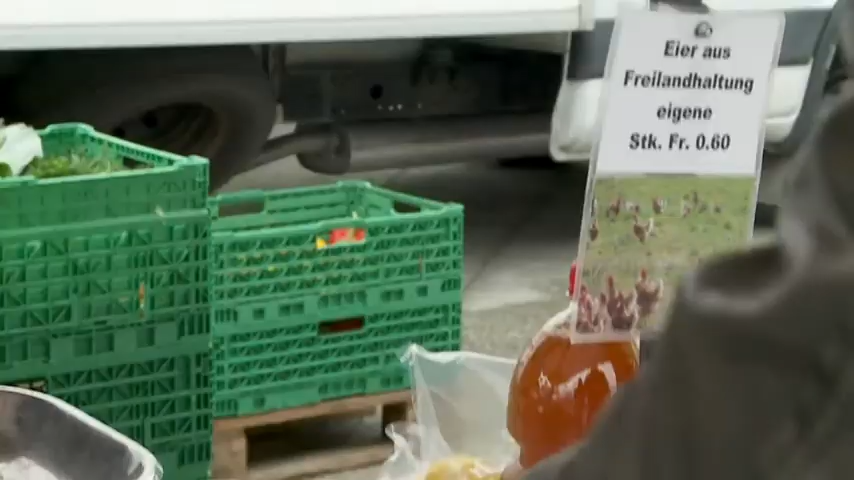 Eier aus
Freilandhaltung
eigene
Stk. Fr. 0.60